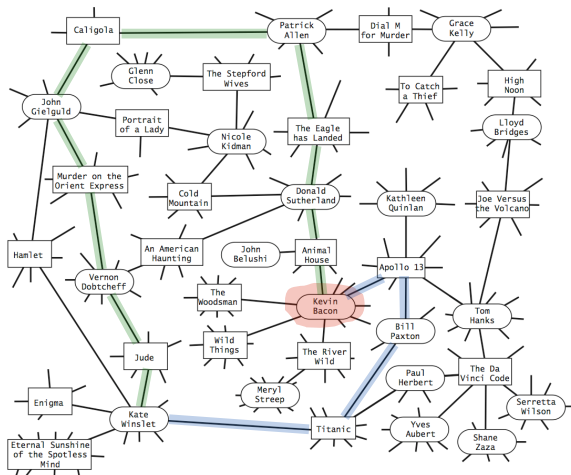 Caligola
Patrick
Allen
Dial M
for Murder
Grace
Kelly
Glenn
Close
The Stepford
Wives
To Catch
a Thief
High
Noon
John
Gielguld
Portrait
of a Lady
Nicole
Kidman
The Eagle
has Landed
Lloyd
Bridges
Murder on the
Orient Express
Cold
Mountain
Donald
Sutherland
Kathleen
Quinlan
Joe Versus
the Volcano
Hamlet
An American
Haunting
John
Belushi
Animal
House
Apollo 13
Vernon
Dobtcheff
The
Woodsman
Kevin
Bacon
Tom
Hanks
Bill
Paxton
Jude
Wild
Things
The River
Wild
Paul
Herbert
The Da
Vinci Code
Meryl
Streep
Enigma
Kate
Winslet
Titanic
Yves
Aubert
Shane
Zaza
Serretta
Wilson
Eternal Sunshine
of the Spotless
Mind